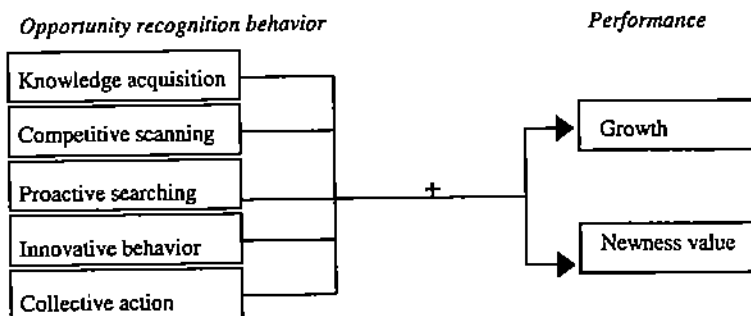 Opportunity recognition behavior
Performance
Knowledge acquisition
Competitive scanning
Proactive searching
Innovative behavior
Collective action
+
Growth
Newness value